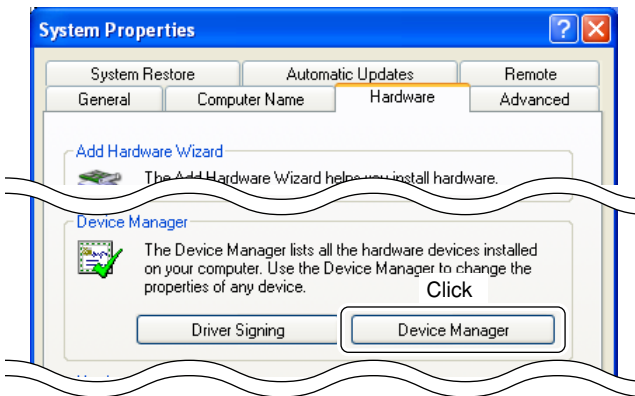 System Properties
System Restore Automatic Updates Remote
General Computer Name Hardware Advanced
Add Hardware Wizard
The Add Hardware Wizard helps you install hardware.
Device Manager
The Device Manager lists all the hardware devices installed
on your computer. Use the Device Manager to change the
properties of any device.
Click
Driver Signing Device Manager